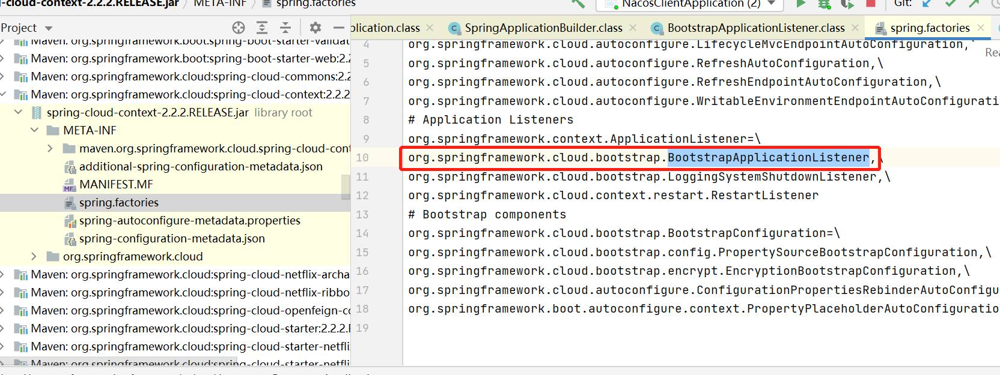 -cloud-context-2.2.2.RELEASE.jar META-INF spring.factories
NacosClientApplication (2) Git:
Project
plication.class SpringApplicationBuilder.class BootstrapApplicationListener.class spring.factories
Maven: org.springframework.boot:spring-boot-starter-validat
Maven: org.springframework.boot:spring-boot-starter-web:2.2
Maven: org.springframework.cloud:spring-cloud-commons:2.2
Maven: org.springframework.cloud:spring-cloud-context:2.2.2
spring-cloud-context-2.2.2.RELEASE.jar library root
META-INF
maven.org.springframework.cloud.spring-cloud-con
additional-spring-configuration-metadata.json
MANIFEST.MF
spring.factories
spring-autoconfigure-metadata.properties
spring-configuration-metadata.json
org.springframework.cloud
Maven: org.springframework.cloud:spring-cloud-netflix-archa
Maven: org.springframework.cloud:spring-cloud-netflix-ribbo
Maven: org.springframework.cloud:spring-cloud-openfeign-co
Maven: org.springframework.cloud:spring-cloud-starter:2.2.2.
Maven: org.springframework.cloud:spring-cloud-starter-netfli
Maven: org.springframework.cloud:spring-cloud-starter-netfli
4 org.springframework.cloud.autoconfigure.LifecycleMvcEndpointAutoConfiguration,\
5 org.springframework.cloud.autoconfigure.RefreshAutoConfiguration,\
6 org.springframework.cloud.autoconfigure.RefreshEndpointAutoConfiguration,\
7 org.springframework.cloud.autoconfigure.WritableEnvironmentEndpointAutoConfigurati
8 # Application Listeners
9 org.springframework.context.ApplicationListener=\
10 org.springframework.cloud.bootstrap.BootstrapApplicationListener,\
11 org.springframework.cloud.bootstrap.LoggingSystemShutdownListener,\
12 org.springframework.cloud.context.restart.RestartListener
13 # Bootstrap components
14 org.springframework.cloud.bootstrap.BootstrapConfiguration=\
15 org.springframework.cloud.bootstrap.config.PropertySourceBootstrapConfiguration,\
16 org.springframework.cloud.bootstrap.encrypt.EncryptionBootstrapConfiguration,\
17 org.springframework.cloud.autoconfigure.ConfigurationPropertiesRebinderAutoConfigu
18 org.springframework.boot.autoconfigure.context.PropertyPlaceholderAutoConfiguratio
19
Rea